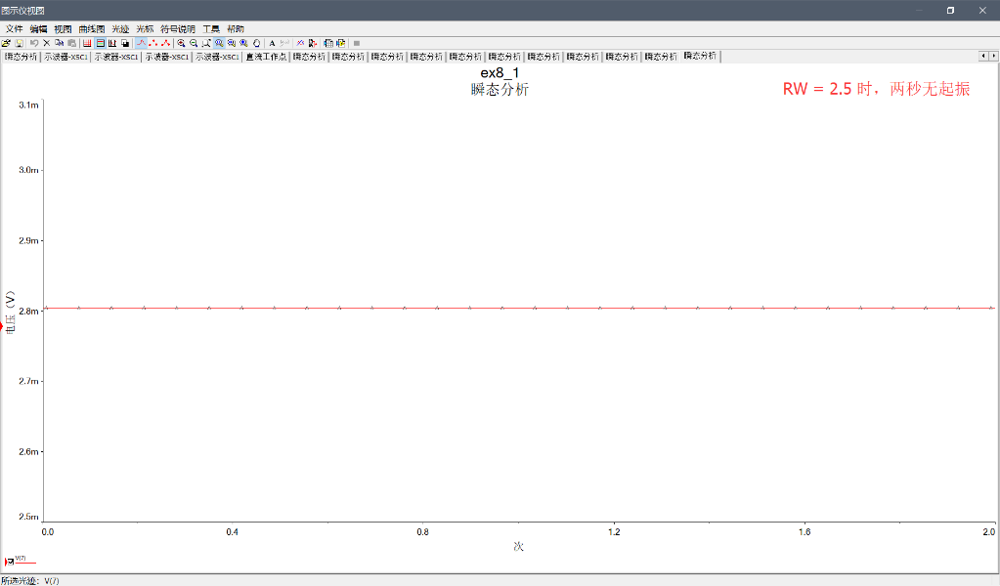 图示仪视图
文件 编辑 视图 曲线图 光迹 光标 符号说明 工具 帮助
瞬态分析 示波器-XSC1 示波器-XSC1 示波器-XSC1 示波器-XSC1 直流工作点 瞬态分析 瞬态分析 瞬态分析 瞬态分析 瞬态分析 瞬态分析 瞬态分析 瞬态分析 瞬态分析 瞬态分析 瞬态分析
ex8_1
瞬态分析
RW = 2.5 时，两秒无起振
3.1m
3.0m
2.9m
2.8m
2.7m
2.6m
2.5m
电压（V）
0.0 0.4 0.8 1.2 1.6 2.0
次
V(7)
所选光迹：V(7)